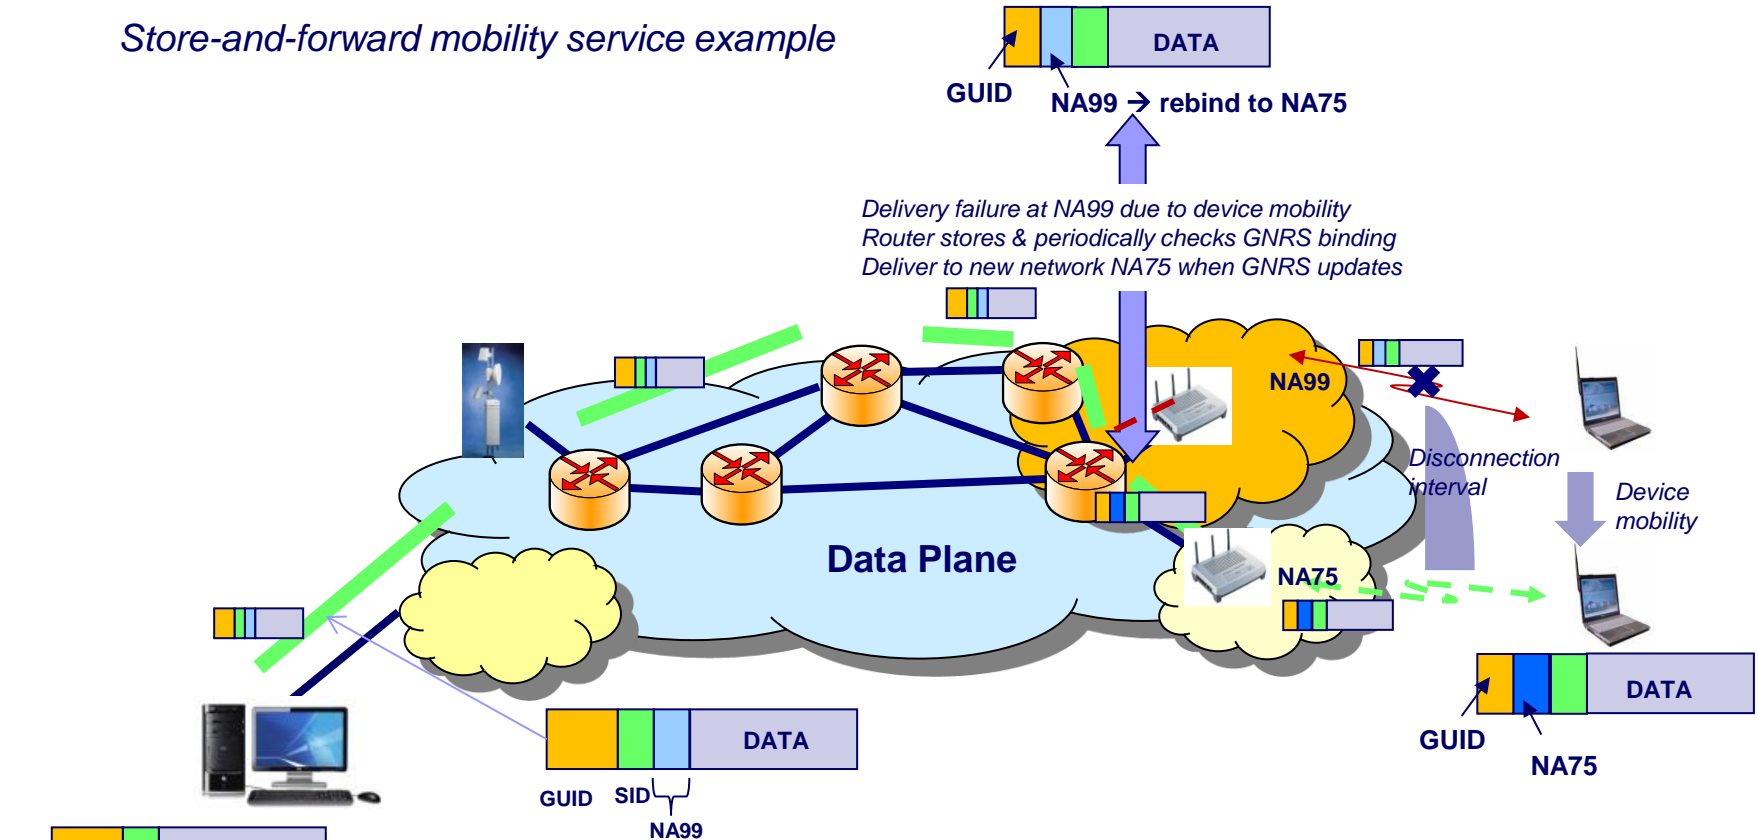 Store-and-forward mobility service example
DATA
GUID
NA99 → rebind to NA75
Delivery failure at NA99 due to device mobility
Router stores & periodically checks GNRS binding
Deliver to new network NA75 when GNRS updates
NA99
Disconnection
interval
Device
mobility
Data Plane
NA75
DATA
GUID
NA75
DATA
GUID
SID
NA99